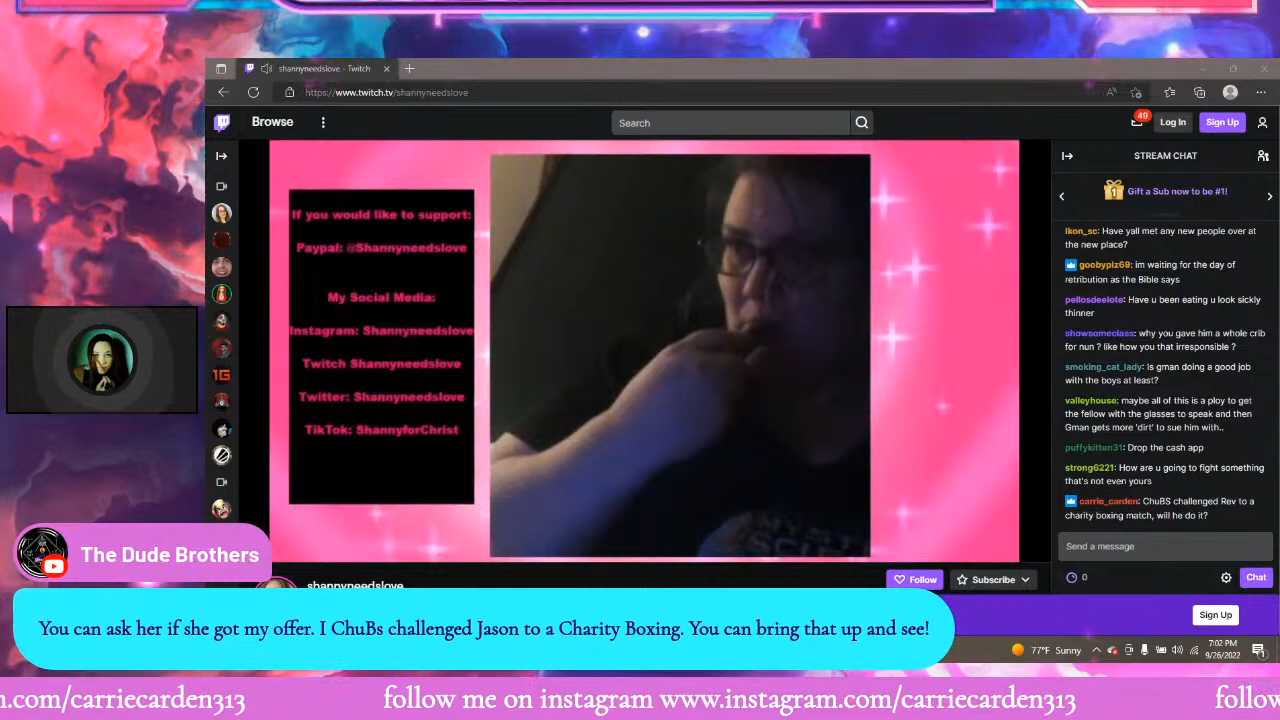 shannyneedslove - Twitch
https://www.twitch.tv/shannyneedslove
Browse
Search
49
Log In
Sign Up
STREAM CHAT
1
Gift a Sub now to be #1!
If you would like to support:
Paypal: @Shannyneedslove
My Social Media:
Instagram: Shannyneedslove
Twitch Shannyneedslove
Twitter: Shannyneedslove
TikTok: ShannyforChrist
1G
lkon_sc: Have yall met any new people over at
the new place?
goobyplz69: im waiting for the day of
retribution as the Bible says
pellosdeelote: Have u been eating u look sickly
thinner
showsomeclass: why you gave him a whole crib
for nun ? like how you that irresponsible ?
smoking_cat_lady: Is gman doing a good job
with the boys at least?
valleyhouse: maybe all of this is a ploy to get
the fellow with the glasses to speak and then
Gman gets more 'dirt' to sue him with..
puffykitten31: Drop the cash app
strong6221: How are u going to fight something
that's not even yours
carrie_carden: ChuBS challenged Rev to a
charity boxing match, will he do it?
Send a message
0
Chat
shannyneedslove
Follow
Subscribe
Sign Up
The Dude Brothers
You can ask her if she got my offer. I ChuBs challenged Jason to a Charity Boxing. You can bring that up and see!
77°F Sunny
7:02 PM
9/26/2022
m.com/carriecarden313 follow me on instagram www.instagram.com/carriecarden313 follow